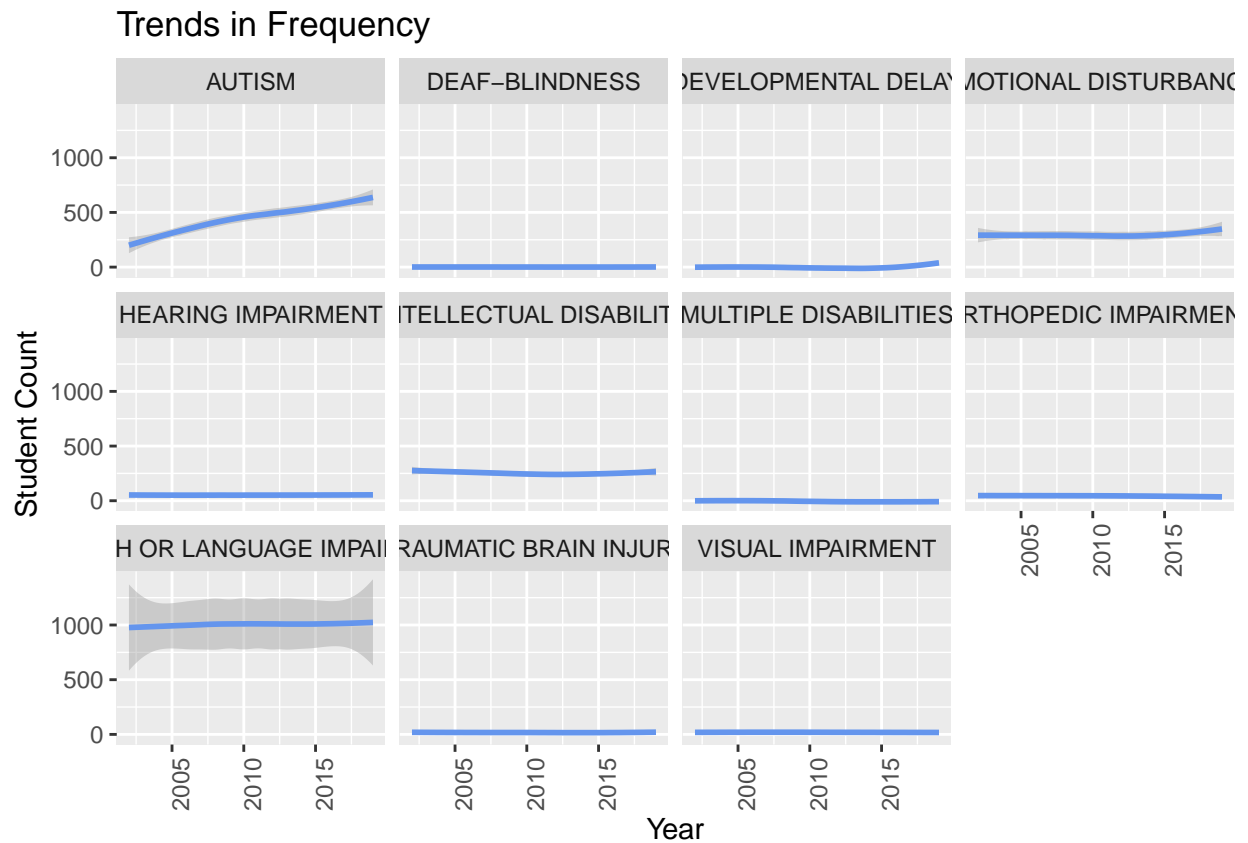 Trends in Frequency
AUTISM
DEAF−BLINDNESS
DEVELOPMENTAL DELAY
MOTIONAL DISTURBANC
1000
500
0
HEARING IMPAIRMENT
NTELLECTUAL DISABILIT
MULTIPLE DISABILITIES
RTHOPEDIC IMPAIRMEN
1000
500
0
2005
2010
2015
H OR LANGUAGE IMPAI
RAUMATIC BRAIN INJUR
VISUAL IMPAIRMENT
1000
500
0
2005
2010
2015
2005
2010
2015
2005
2010
2015
Student Count
Year